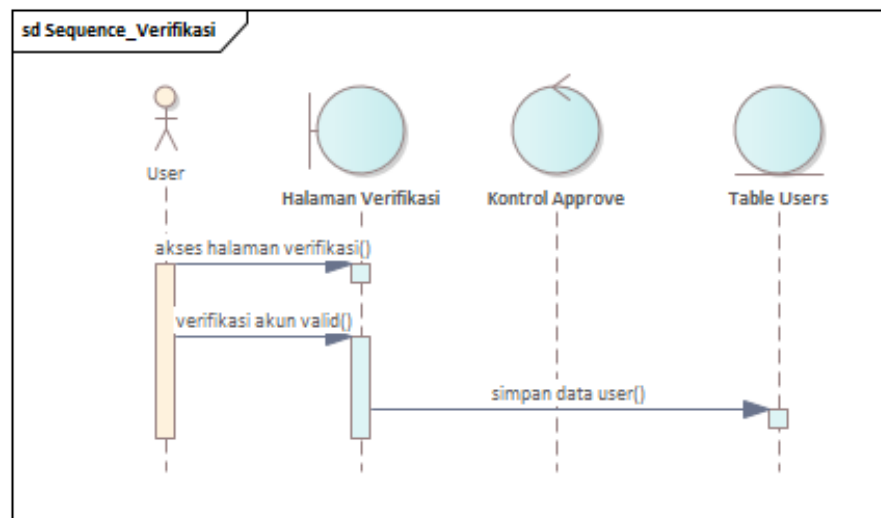 sd Sequence_Verifikasi
User
Halaman Verifikasi
Kontrol Approve
Table Users
akses halaman verifikasi()
verifikasi akun valid()
simpan data user()